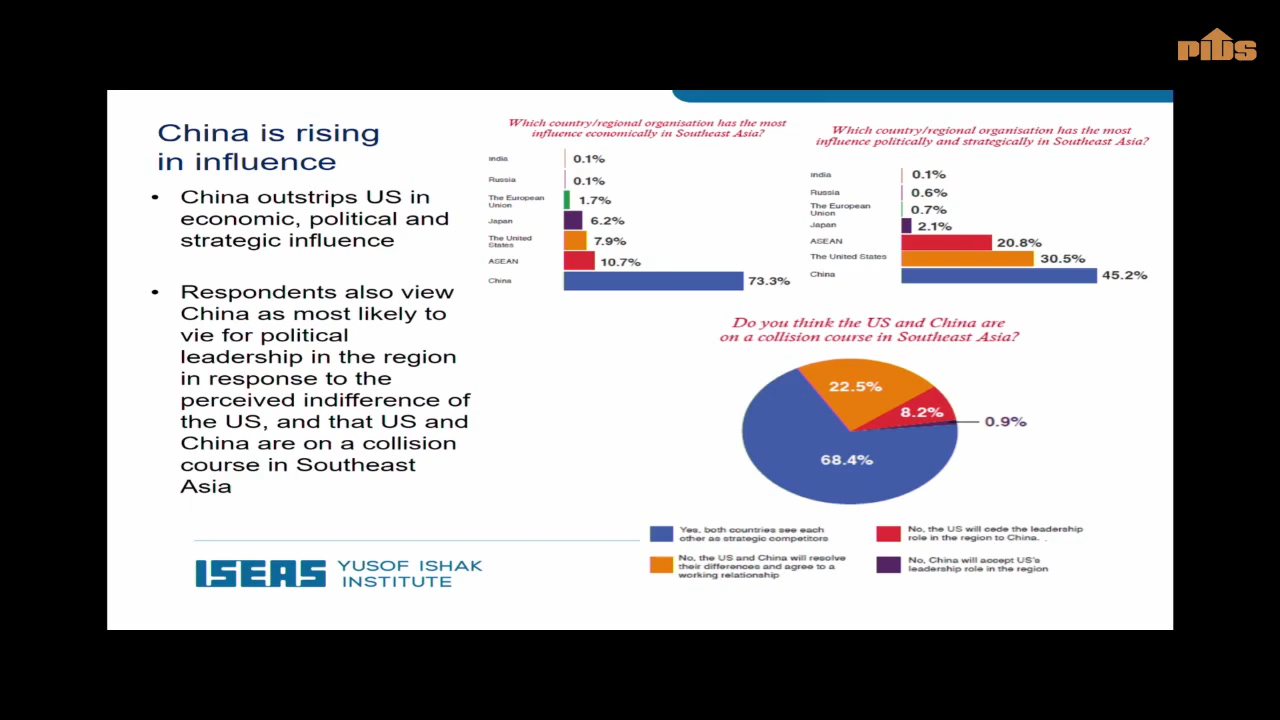 PIDS
China is rising
in influence
• China outstrips US in
economic, political and
strategic influence
• Respondents also view
China as most likely to
vie for political
leadership in the region
in response to the
perceived indifference of
the US, and that US and
China are on a collision
course in Southeast
Asia
ISEAS YUSOF ISHAK
INSTITUTE
Which country/regional organisation has the most
influence economically in Southeast Asia?
India 0.1%
Russia 0.1%
The European
Union 1.7%
Japan 6.2%
The United
States 7.9%
ASEAN 10.7%
China 73.3%
Which country/regional organisation has the most
influence politically and strategically in Southeast Asia?
India 0.1%
Russia 0.6%
The European
Union 0.7%
Japan 2.1%
ASEAN 20.8%
The United States 30.5%
China 45.2%
Do you think the US and China are
on a collision course in Southeast Asia?
22.5%
8.2%
0.9%
68.4%
Yes, both countries see each
other as strategic competitors
No, the US and China will resolve
their differences and agree to a
working relationship
No, the US will cede the leadership
role in the region to China. .
No, China will accept US's
leadership role in the region